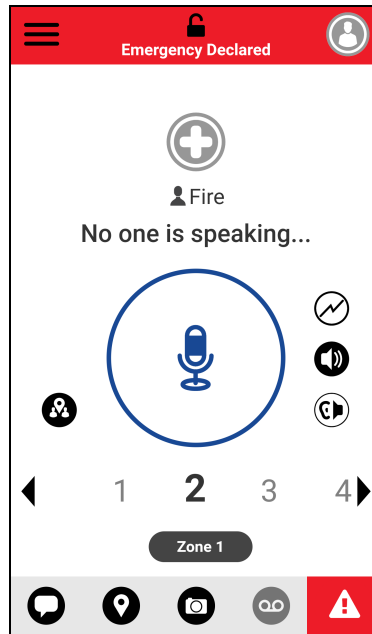 Emergency Declared
Fire
No one is speaking...
1 2 3 4
Zone 1